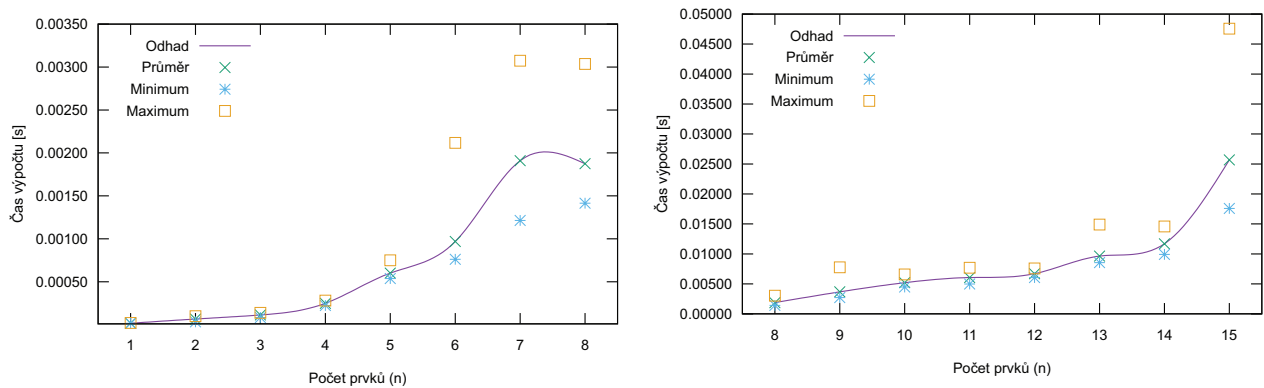 0.00350
0.00300
0.00250
0.00200
0.00150
0.00100
0.00050
Čas výpočtu [s]
Odhad
Průměr
Minimum
Maximum
1 2 3 4 5 6 7 8
Počet prvků (n)
0.05000
0.04500
0.04000
0.03500
0.03000
0.02500
0.02000
0.01500
0.01000
0.00500
0.00000
Čas výpočtu [s]
Odhad
Průměr
Minimum
Maximum
8 9 10 11 12 13 14 15
Počet prvků (n)